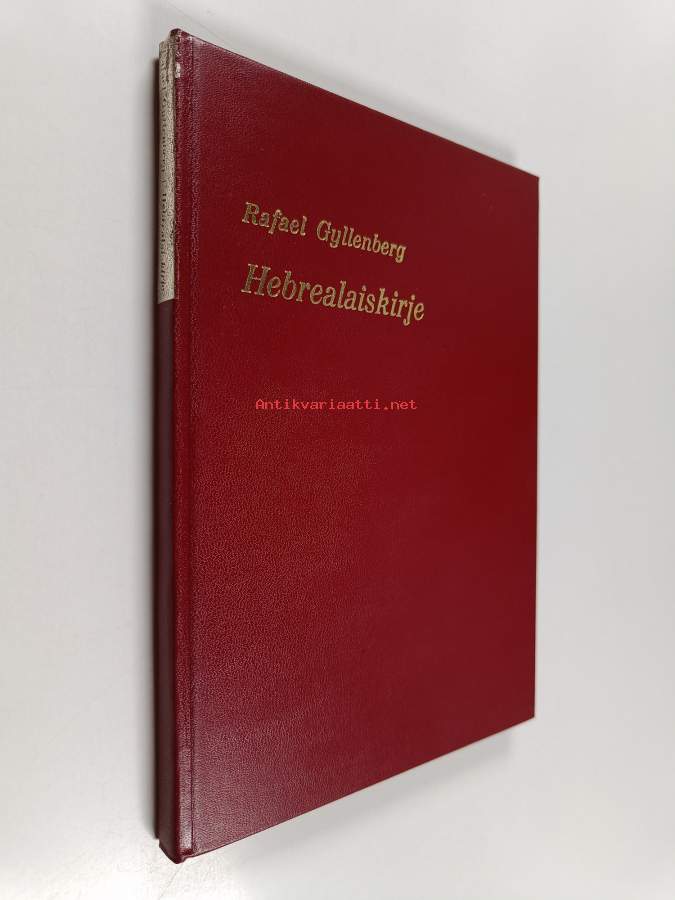 Rafael Gyllenberg
Hebrealaiskirje
Antikvariaatti.net